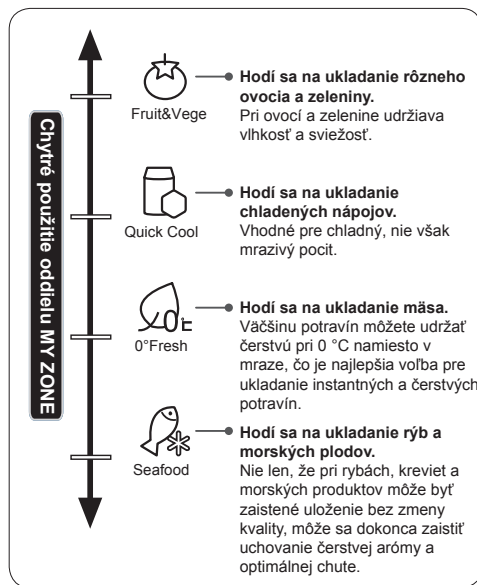 Chytré použitie oddielu MY ZONE
Fruit&Vege
Hodí sa na ukladanie rôzneho
ovocia a zeleniny.
Pri ovocí a zelenine udržiava
vlhkosť a sviežosť.
Quick Cool
Hodí sa na ukladanie
chladených nápojov.
Vhodné pre chladný, nie však
mrazivý pocit.
0°Fresh
Hodí sa na ukladanie mäsa.
Väčšinu potravín môžete udržať
čerstvú pri 0 °C namiesto v
mraze, čo je najlepšia voľba pre
ukladanie instantných a čerstvých
potravín.
Seafood
Hodí sa na ukladanie rýb a
morských plodov.
Nie len, že pri rybách, kreviet a
morských produktov môže byť
zaistené uloženie bez zmeny
kvality, môže sa dokonca zaistiť
uchovanie čerstvej arómy a
optimálnej chute.